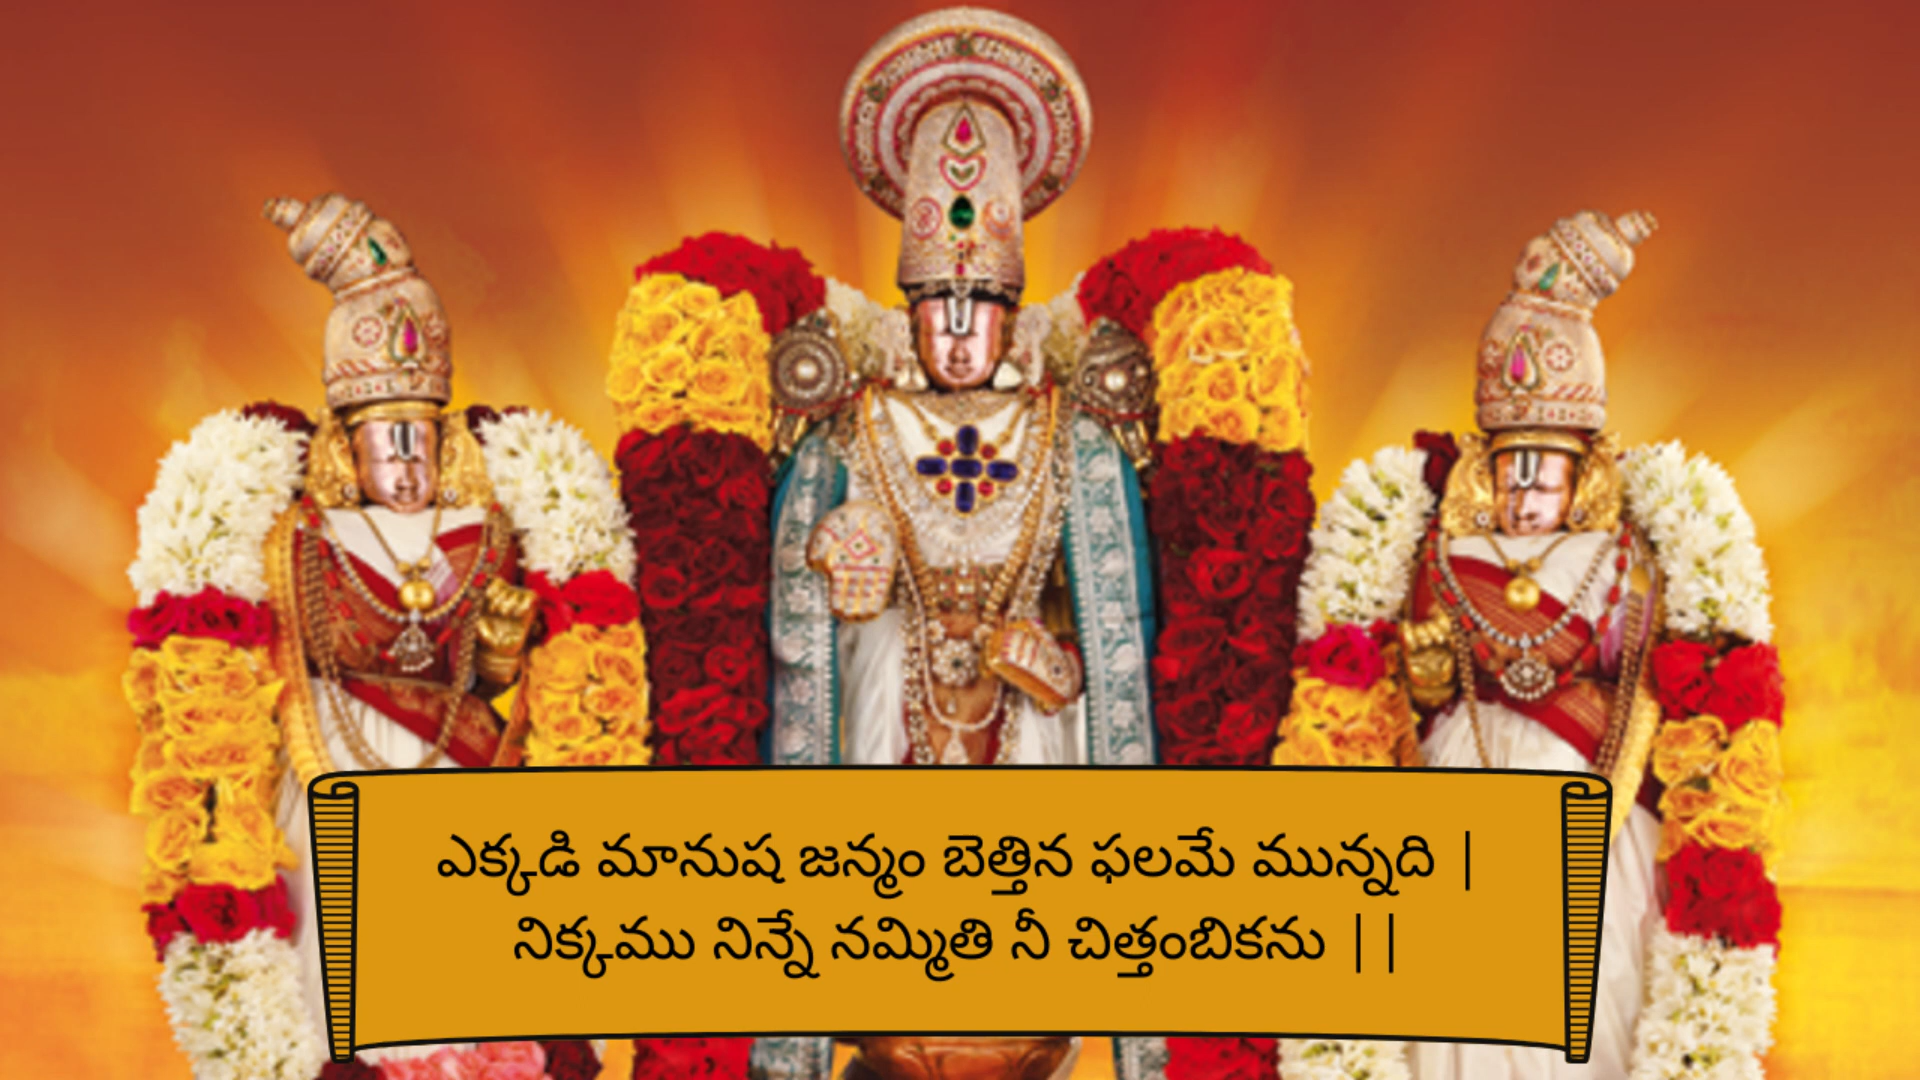 ఎక్కడి మానుష జన్మం బెత్తిన ఫలమే మున్నది |
నిక్కము నిన్నే నమ్మితి నీ చిత్తంబికను ||